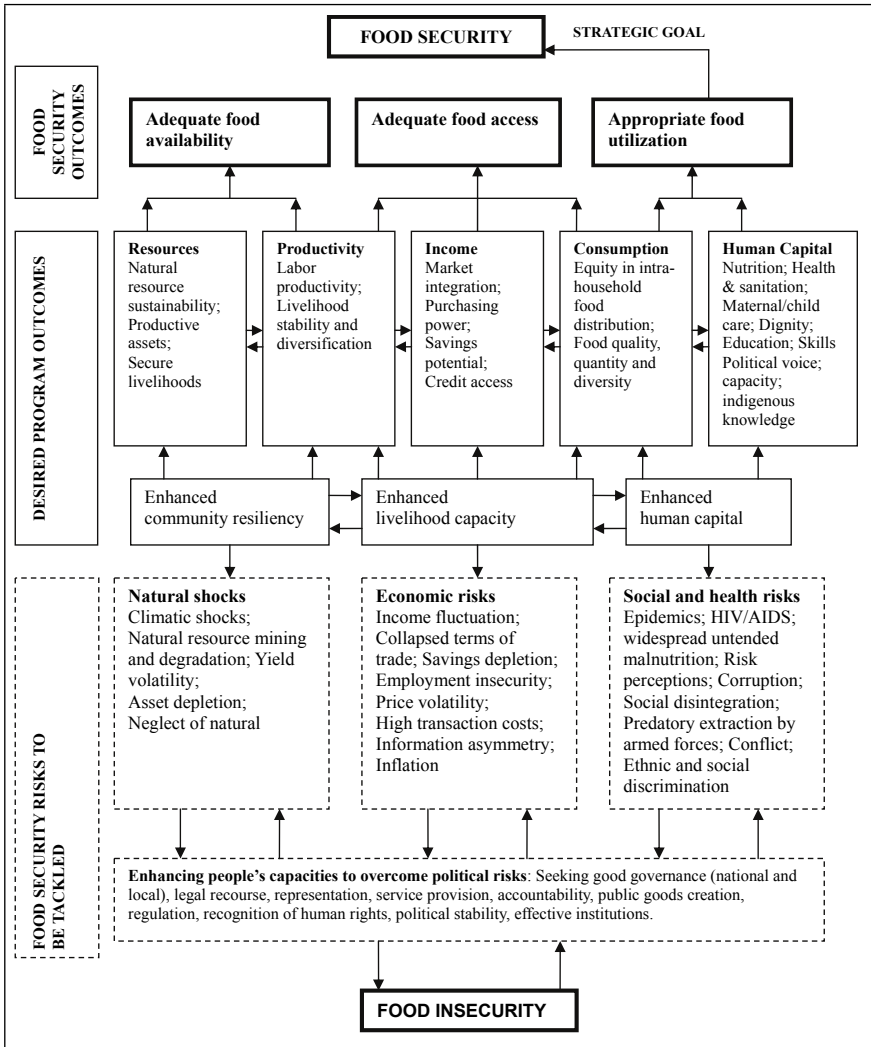 FOOD SECURITY
STRATEGIC GOAL
FOOD
SECURITY
OUTCOMES
Adequate food
availability
Adequate food access
Appropriate food
utilization
DESIRED PROGRAM OUTCOMES
Resources
Natural
resource
sustainability;
Productive
assets;
Secure
livelihoods
Productivity
Labor
productivity;
Livelihood
stability and
diversification
Income
Market
integration;
Purchasing
power;
Savings
potential;
Credit access
Consumption
Equity in intra-
household
food
distribution;
Food quality,
quantity and
diversity
Human Capital
Nutrition; Health
& sanitation;
Maternal/child
care; Dignity;
Education; Skills
Political voice;
capacity;
indigenous
knowledge
Enhanced
community resiliency
Enhanced
livelihood capacity
Enhanced
human capital
FOOD SECURITY RISKS TO
BE TACKLED
Natural shocks
Climatic shocks;
Natural resource mining
and degradation; Yield
volatility;
Asset depletion;
Neglect of natural
Economic risks
Income fluctuation;
Collapsed terms of
trade; Savings depletion;
Employment insecurity;
Price volatility;
High transaction costs;
Information asymmetry;
Inflation
Social and health risks
Epidemics; HIV/AIDS;
widespread untended
malnutrition; Risk
perceptions; Corruption;
Social disintegration;
Predatory extraction by
armed forces; Conflict;
Ethnic and social
discrimination
Enhancing people's capacities to overcome political risks: Seeking good governance (national and
local), legal recourse, representation, service provision, accountability, public goods creation,
regulation, recognition of human rights, political stability, effective institutions.
FOOD INSECURITY